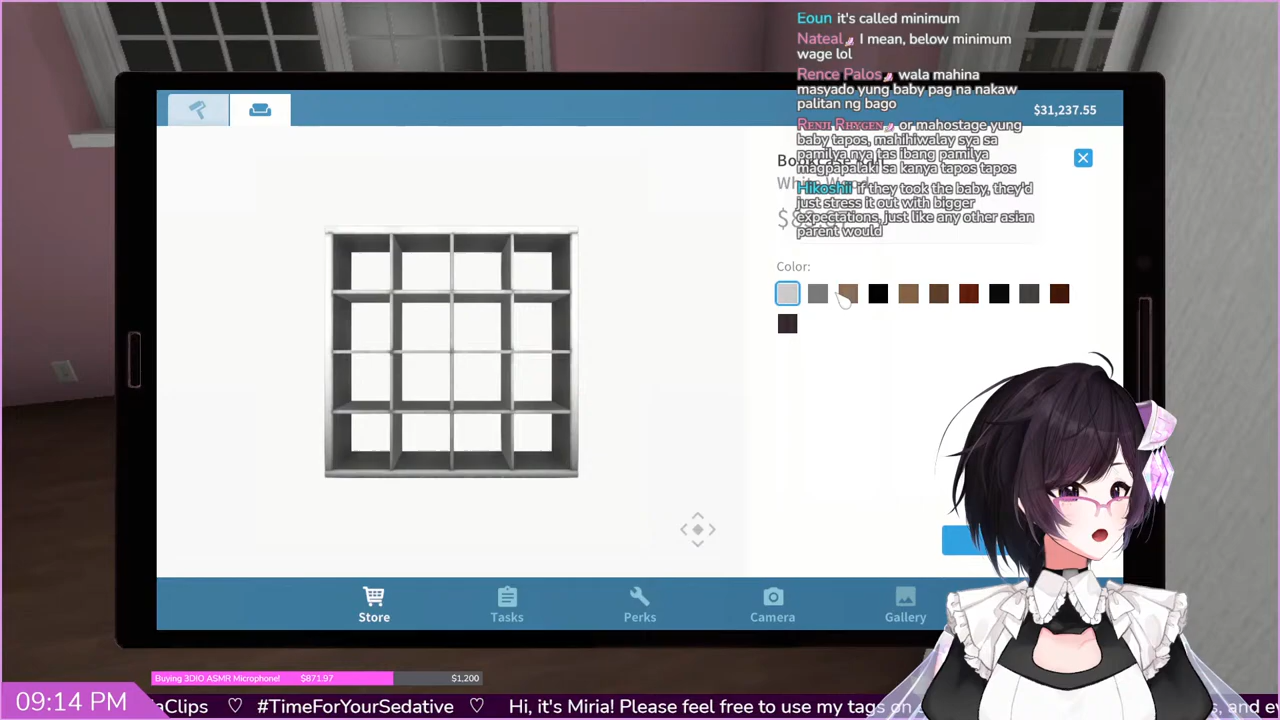 Eoun it's called minimum
Nateal I mean, below minimum
wage lol
Rence Palos wala mahina
masyado yung baby pag na nakaw
palitan ng bago
Renji Rhygen or mahostage yung
baby tapos, mahihiwalay sya sa
pamilya nya tas ibang pamilya
magpapalaki sa kanya tapos tapos
Hikoshii if they took the baby, they'd
just stress it out with bigger
expectations, just like any other asian
parent would
$31,237.55
White Wood
Color:
Store
Tasks
Perks
Camera
Gallery
Buying 3DIO ASMR Microphone! $871.97 $1,200
09:14 PM
aClips ♡ #TimeForYourSedative ♡ Hi, it's Miria! Please feel free to use my tags on